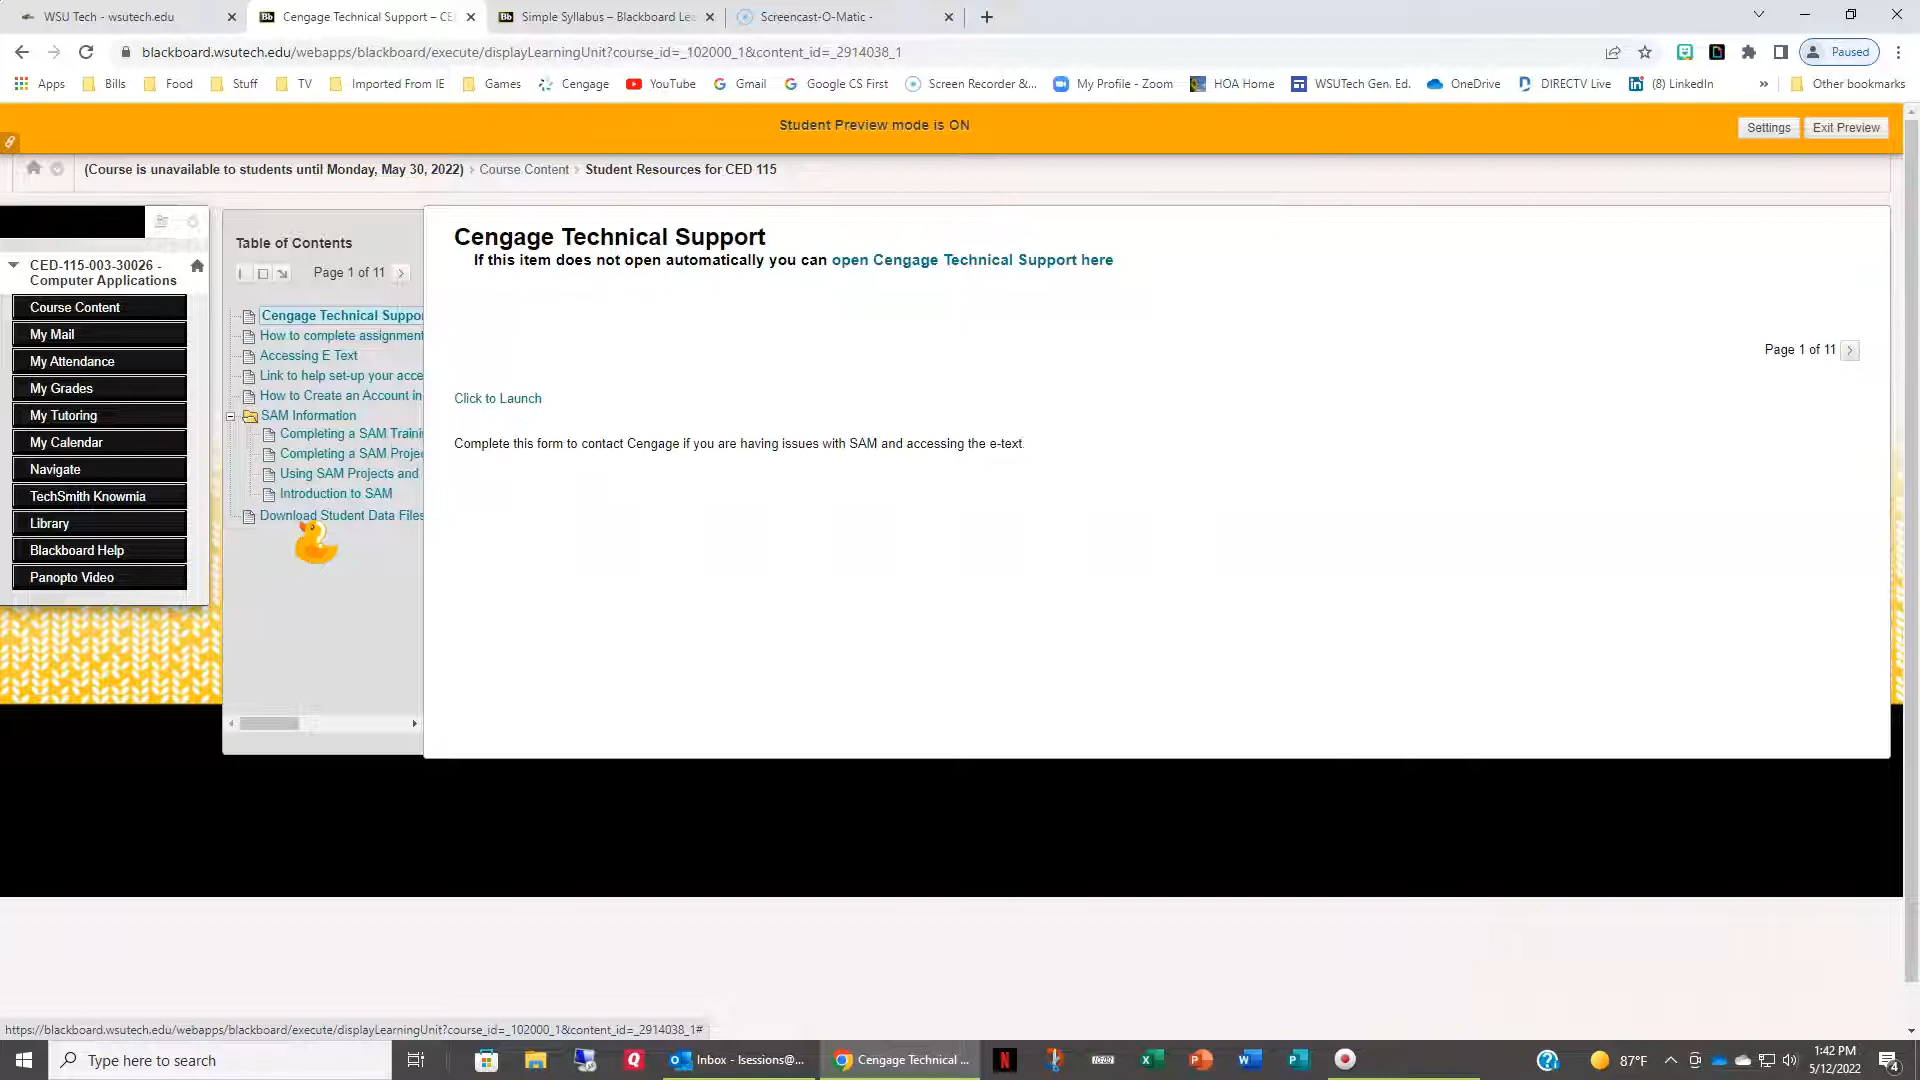 WSU Tech - wsutech.edu
Cengage Technical Support – CE
Simple Syllabus – Blackboard Le
Screencast-O-Matic -
blackboard.wsutech.edu/webapps/blackboard/execute/displayLearningUnit?course_id=_102000_1&content_id=_2914038_1
Paused
Apps
Bills
Food
Stuff
TV
Imported From IE
Games
Cengage
YouTube
Gmail
Google CS First
Screen Recorder &...
My Profile - Zoom
HOA Home
WSUTech Gen. Ed.
OneDrive
DIRECTV Live
(8) LinkedIn
»
Other bookmarks
Student Preview mode is ON
Settings
Exit Preview
(Course is unavailable to students until Monday, May 30, 2022) > Course Content > Student Resources for CED 115
CED-115-003-30026 -
Computer Applications
Course Content
My Mail
My Attendance
My Grades
My Tutoring
My Calendar
Navigate
TechSmith Knowmia
Library
Blackboard Help
Panopto Video
Table of Contents
Page 1 of 11
Cengage Technical Suppo
How to complete assignment
Accessing E Text
Link to help set-up your acce
How to Create an Account in
SAM Information
Completing a SAM Traini
Completing a SAM Projec
Using SAM Projects and
Introduction to SAM
Download Student Data Files
Cengage Technical Support
If this item does not open automatically you can open Cengage Technical Support here
Page 1 of 11
Click to Launch
Complete this form to contact Cengage if you are having issues with SAM and accessing the e-text.
https://blackboard.wsutech.edu/webapps/blackboard/execute/displayLearningUnit?course_id=_102000_1&content_id=_2914038_1#
Type here to search
Inbox - lsessions@...
Cengage Technical ...
87°F
1:42 PM
5/12/2022
4